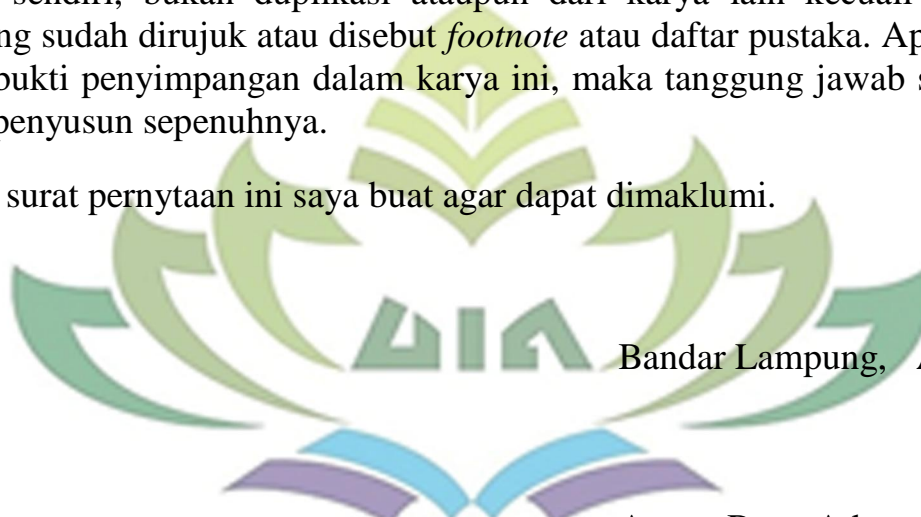 sendiri, bukan duplikasi ataupun dari karya lain kecuali
ng sudah dirujuk atau disebut footnote atau daftar pustaka. Ap
bukti penyimpangan dalam karya ini, maka tanggung jawab s
penyusun sepenuhnya.
surat pernytaan ini saya buat agar dapat dimaklumi.
UIN
Bandar Lampung,